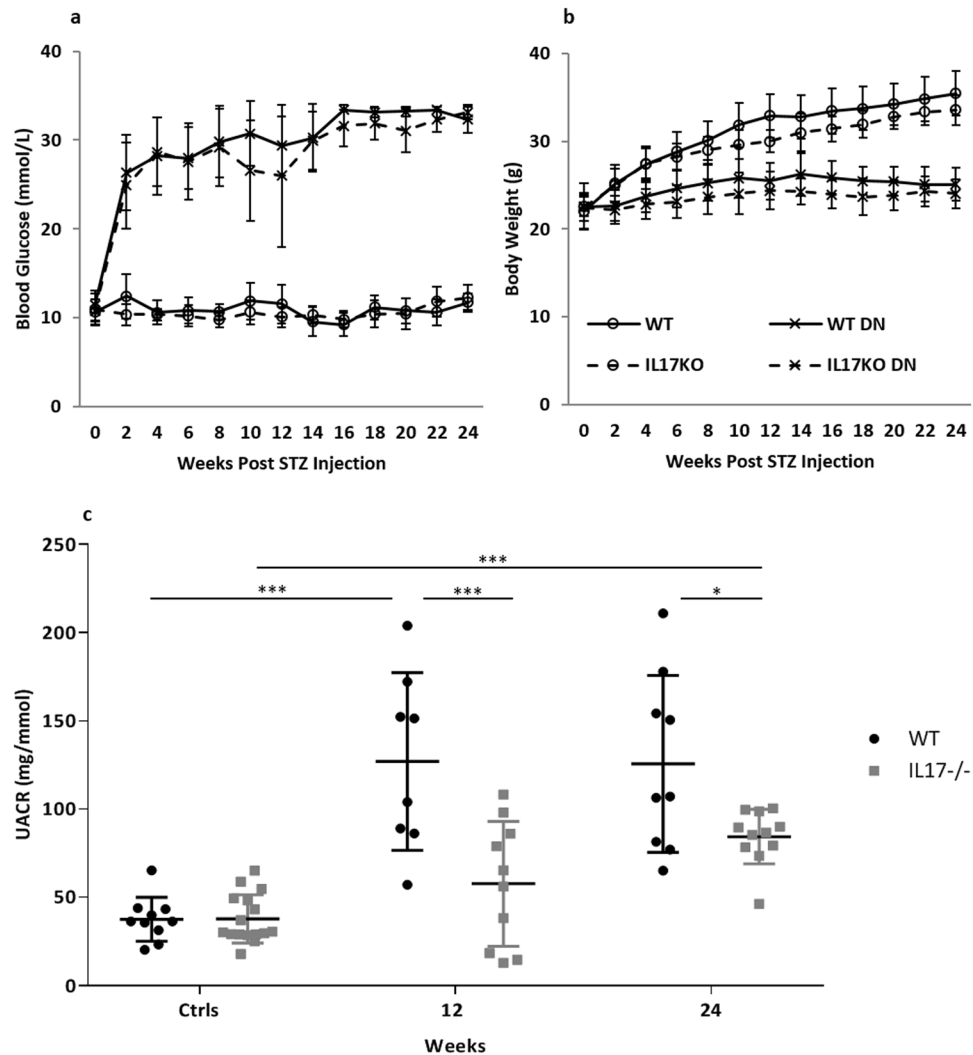 a
Blood Glucose (mmol/L)
40
30
20
10
0
0 2 4 6 8 10 12 14 16 18 20 22 24
Weeks Post STZ Injection
b
Body Weight (g)
40
30
20
10
0
WT
WT DN
IL17KO
IL17KO DN
0 2 4 6 8 10 12 14 16 18 20 22 24
Weeks Post STZ Injection
c
UACR (mg/mmol)
250
200
150
100
50
0
***
***
***
*
WT
IL17-/-
Ctrls 12 24
Weeks